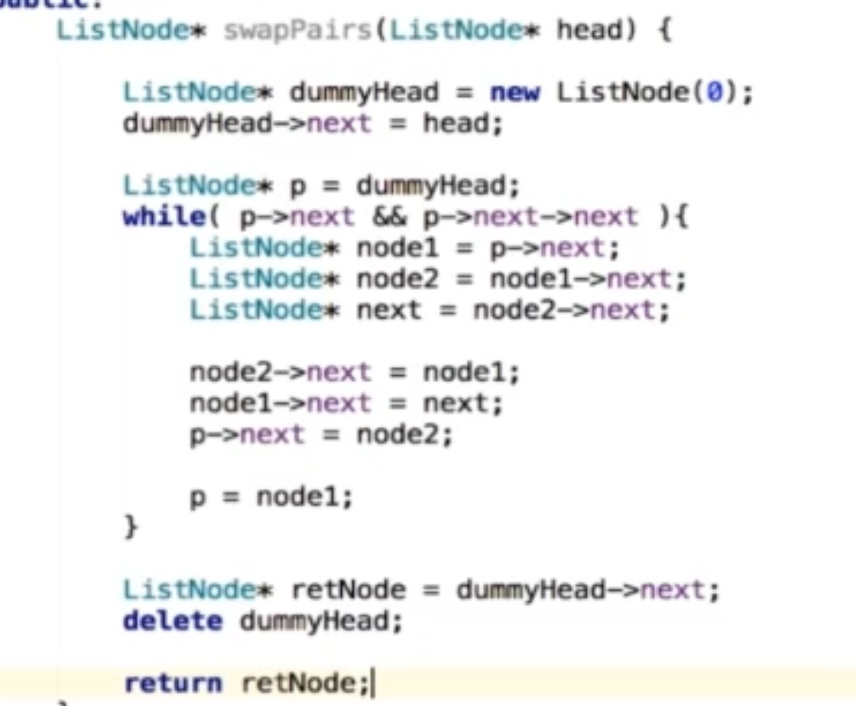 public:
ListNode* swapPairs(ListNode* head) {
ListNode* dummyHead = new ListNode(0);
dummyHead->next = head;
ListNode* p = dummyHead;
while( p->next && p->next->next ){
ListNode* node1 = p->next;
ListNode* node2 = node1->next;
ListNode* next = node2->next;
node2->next = node1;
node1->next = next;
p->next = node2;
p = node1;
}
ListNode* retNode = dummyHead->next;
delete dummyHead;
return retNode;